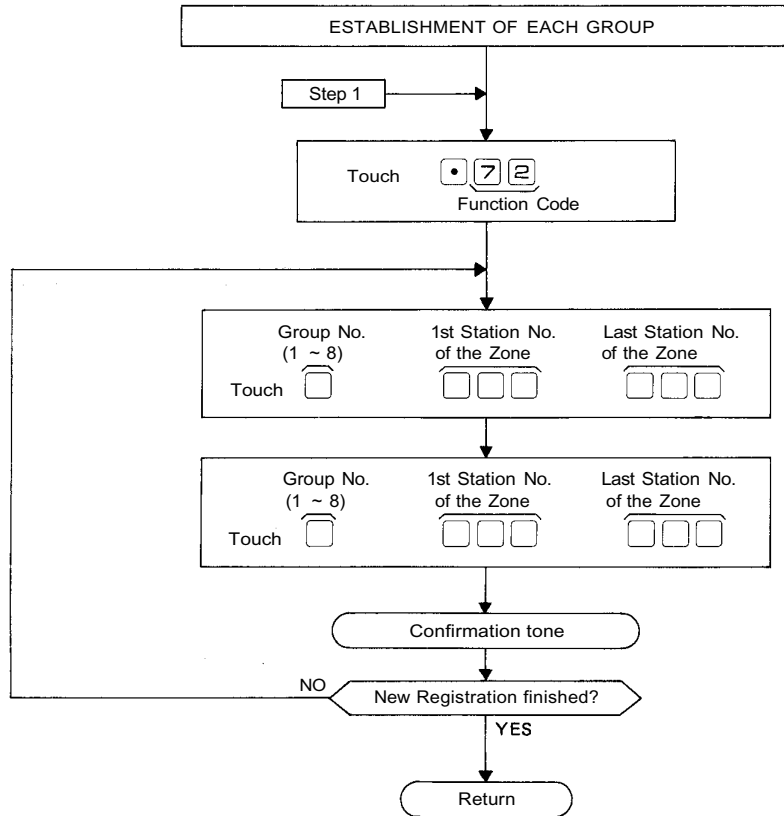 ESTABLISHMENT OF EACH GROUP
Step 1
Touch • 7 2
Function Code
Group No. 1st Station No. Last Station No.
(1 ~ 8) of the Zone of the Zone
Touch
Group No. 1st Station No. Last Station No.
(1 ~ 8) of the Zone of the Zone
Touch
Confirmation tone
NO New Registration finished?
YES
Return